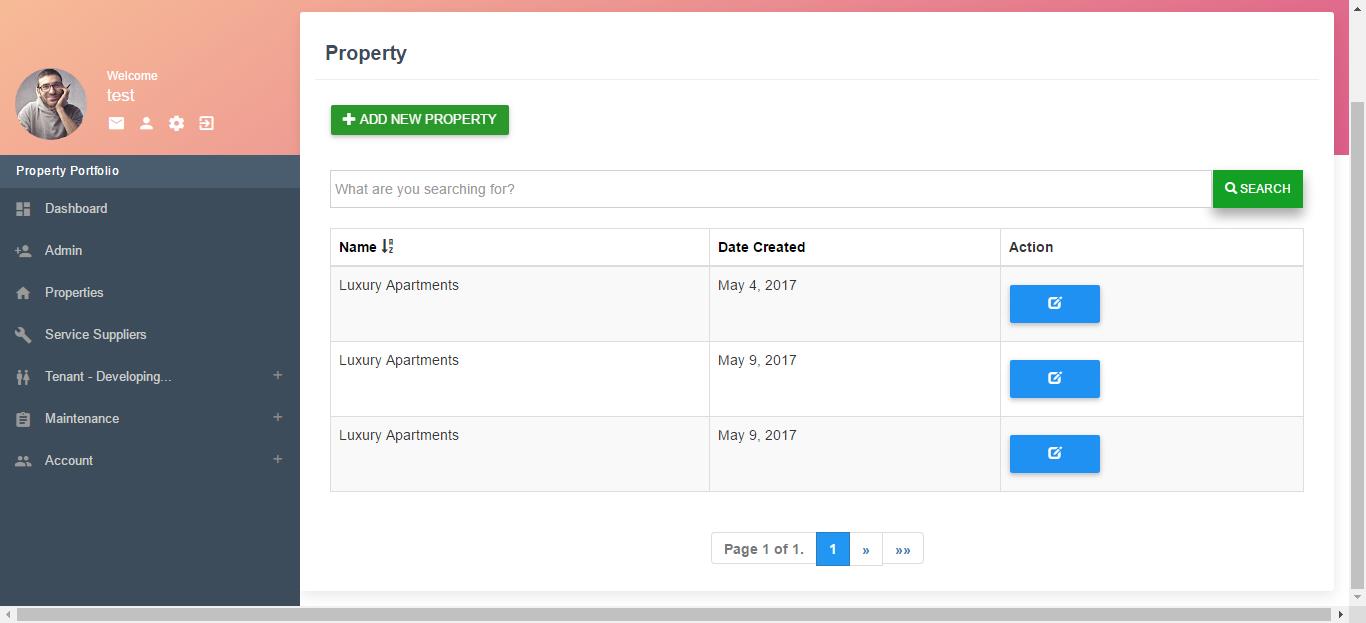 Welcome
test
Property Portfolio
Dashboard
Admin
Properties
Service Suppliers
Tenant - Developing...
Maintenance
Account
Property
ADD NEW PROPERTY
What are you searching for?
SEARCH
Name Date Created Action
Luxury Apartments May 4, 2017
Luxury Apartments May 9, 2017
Luxury Apartments May 9, 2017
Page 1 of 1. 1 » »»